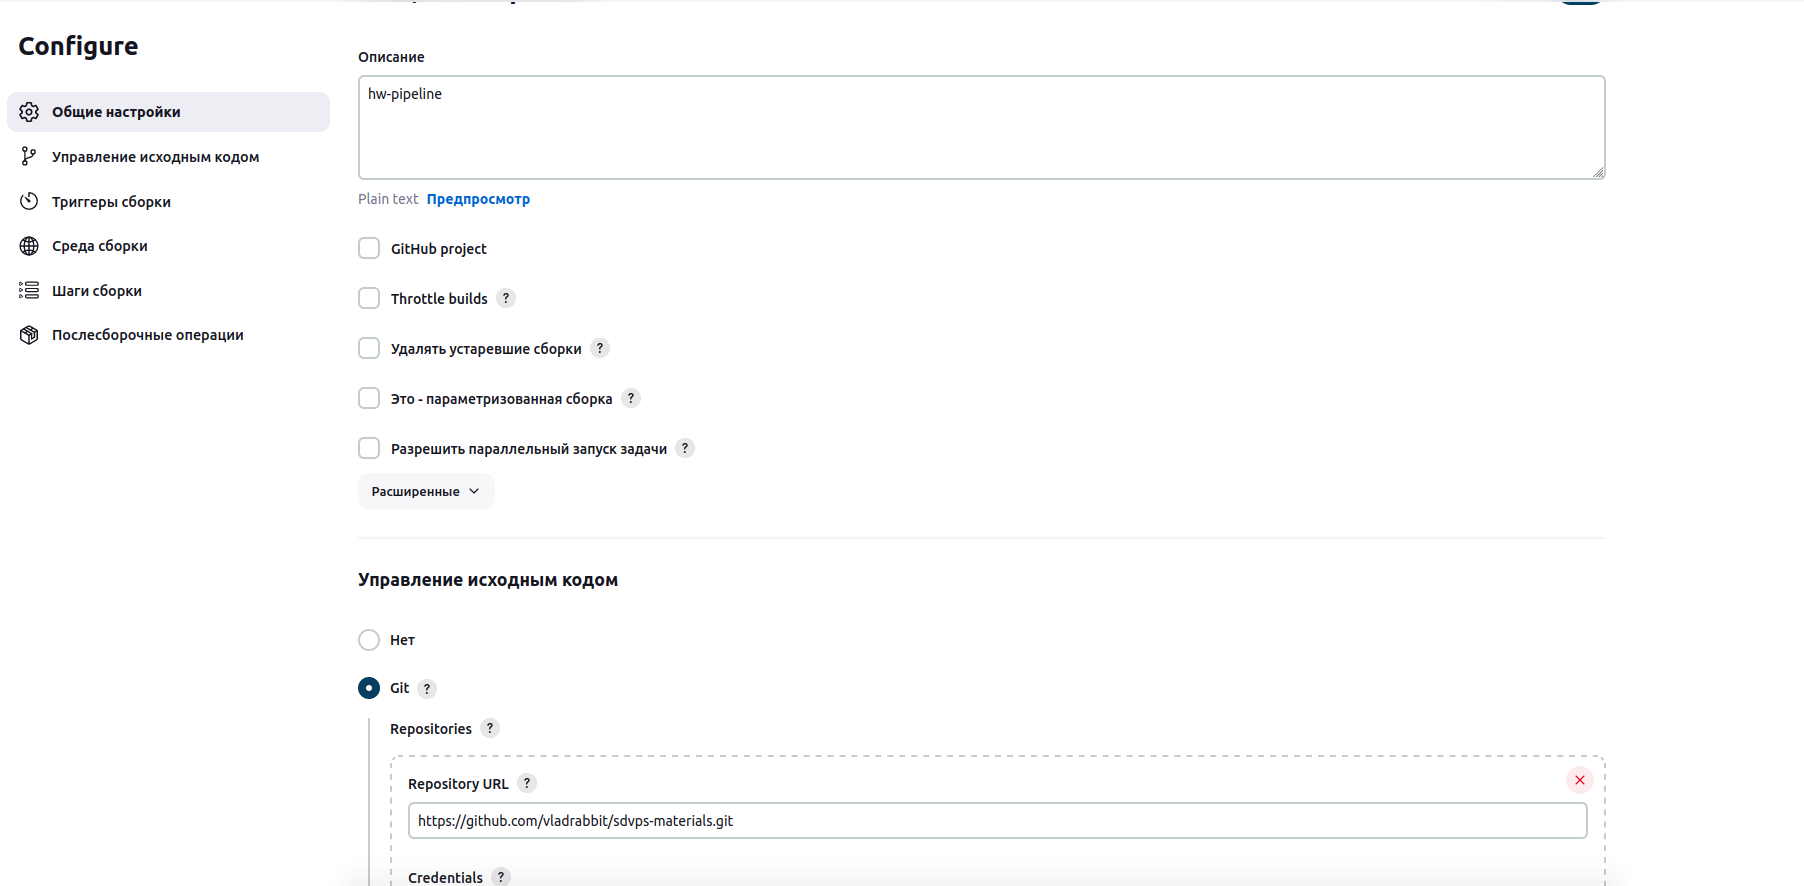 Configure
Общие настройки
Управление исходным кодом
Триггеры сборки
Среда сборки
Шаги сборки
Послесборочные операции
Описание
hw-pipeline
Plain text Предпросмотр
GitHub project
Throttle builds ?
Удалять устаревшие сборки ?
Это - параметризованная сборка ?
Разрешить параллельный запуск задачи ?
Расширенные
Управление исходным кодом
Нет
Git ?
Repositories ?
Repository URL ?
https://github.com/vladrabbit/sdvps-materials.git
Credentials ?